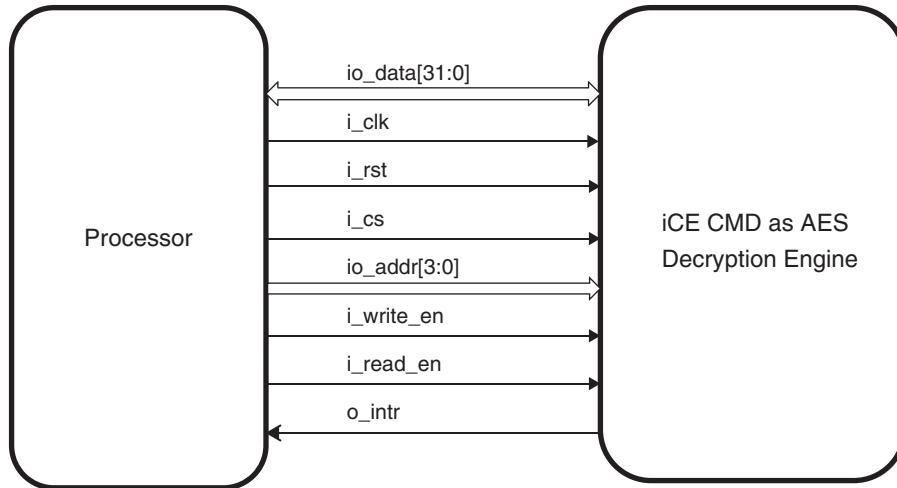 io_data[31:0]
i_clk
i_rst
i_cs
Processor
iCE CMD as AES
Decryption Engine
io_addr[3:0]
i_write_en
i_read_en
o_intr